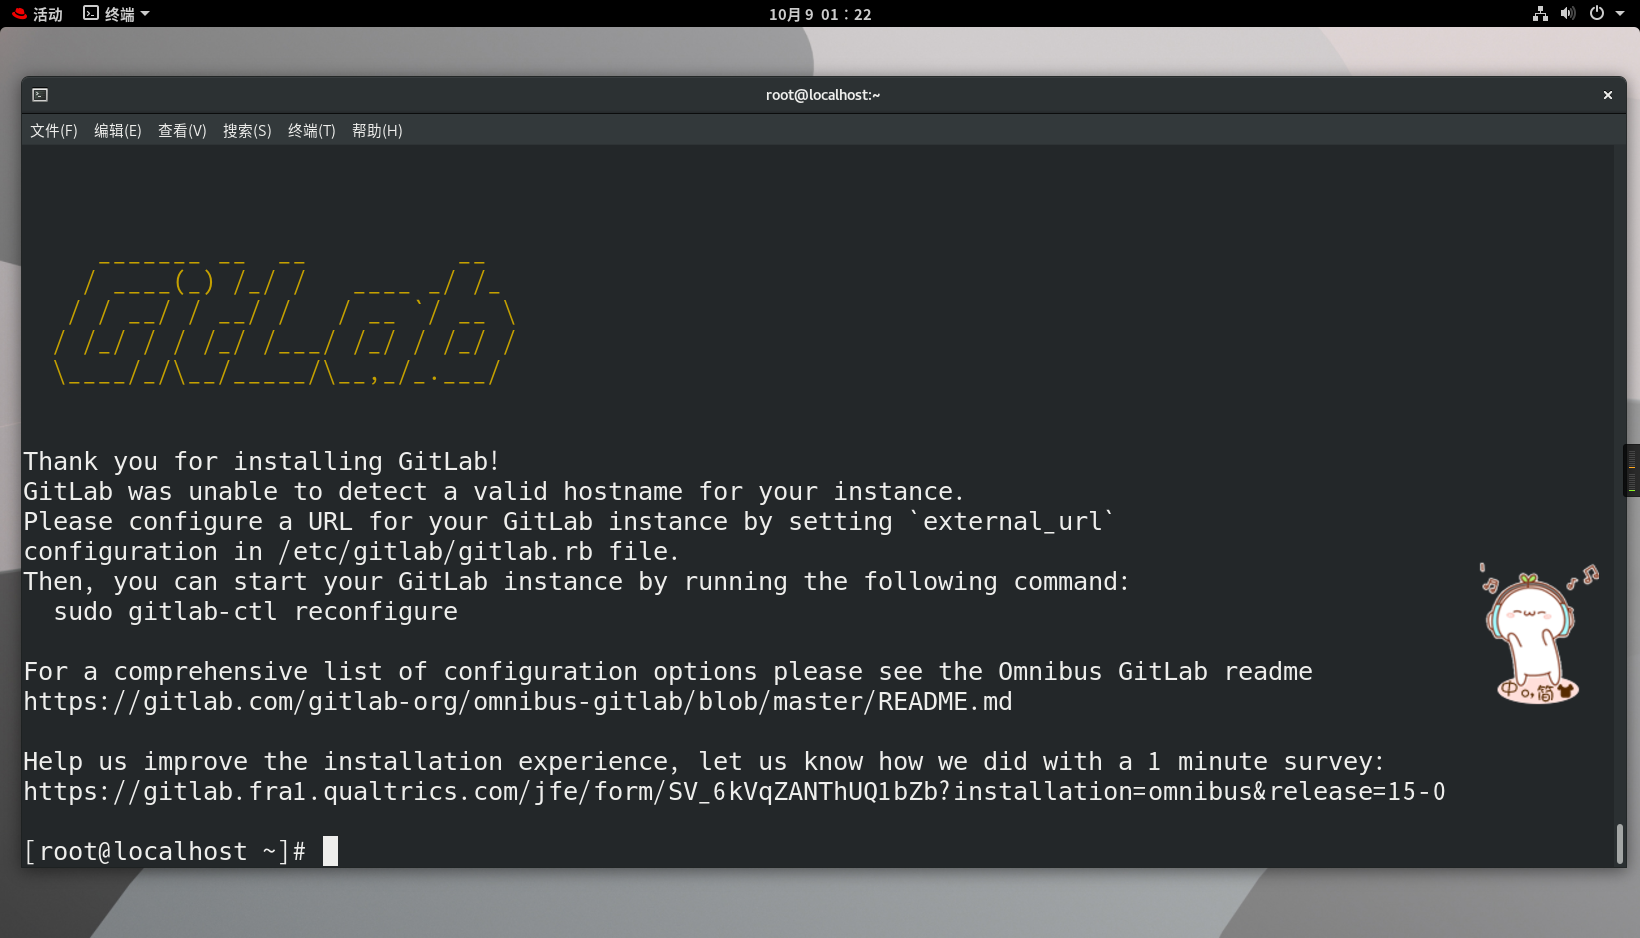 活动 终端 10月 9 01：22
root@localhost:~
文件(F) 编辑(E) 查看(V) 搜索(S) 终端(T) 帮助(H)
     _______ __  __          __
    / ____(_) /_/ /   ____ _/ /_
   / / __/ / __/ /   / __ `/ __ \
  / /_/ / / /_/ /___/ /_/ / /_/ /
  \____/_/\__/_____/\__,_/_.___/
Thank you for installing GitLab!
GitLab was unable to detect a valid hostname for your instance.
Please configure a URL for your GitLab instance by setting `external_url`
configuration in /etc/gitlab/gitlab.rb file.
Then, you can start your GitLab instance by running the following command:
  sudo gitlab-ctl reconfigure
For a comprehensive list of configuration options please see the Omnibus GitLab readme
https://gitlab.com/gitlab-org/omnibus-gitlab/blob/master/README.md
Help us improve the installation experience, let us know how we did with a 1 minute survey:
https://gitlab.fra1.qualtrics.com/jfe/form/SV_6kVqZANThUQ1bZb?installation=omnibus&release=15-0
[root@localhost ~]#
中 简